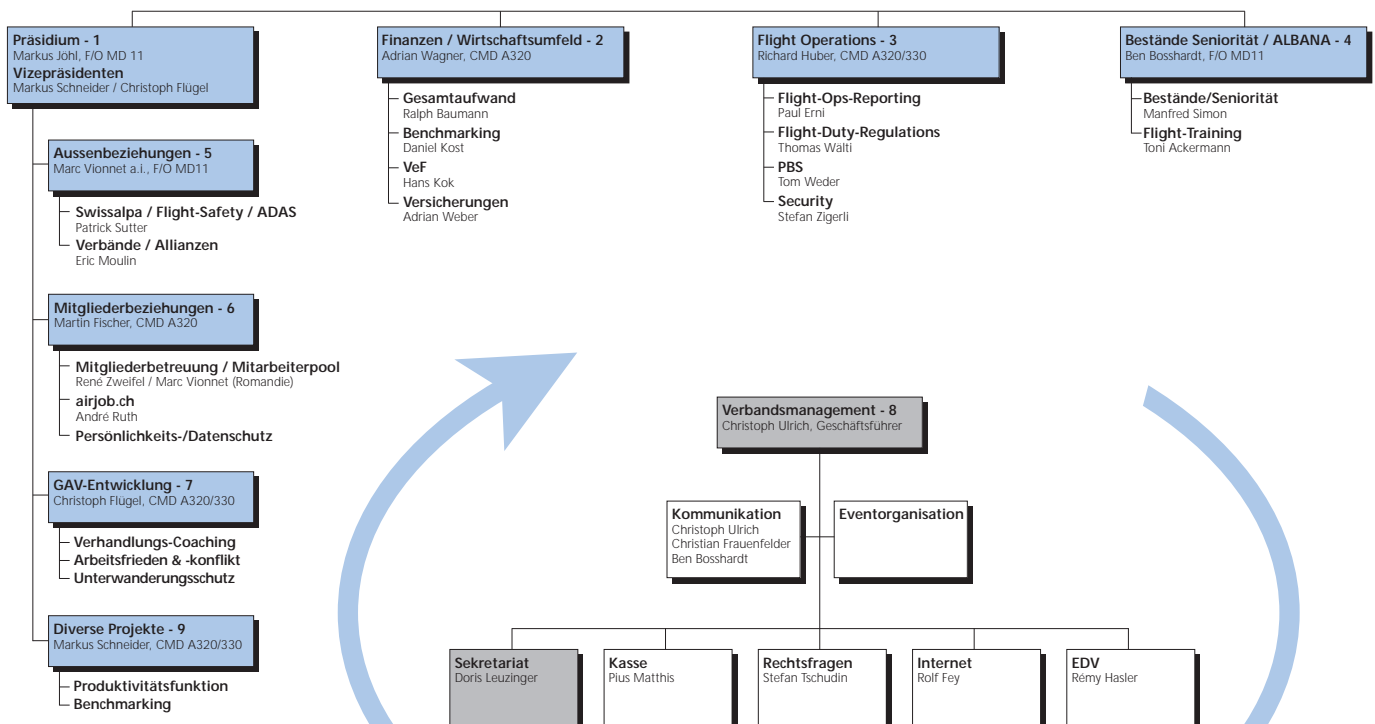 Präsidium - 1
Markus Jöhl, F/O MD 11
Vizepräsidenten
Markus Schneider / Christoph Flügel
Finanzen / Wirtschaftsumfeld - 2
Adrian Wagner, CMD A320
Gesamtaufwand
Ralph Baumann
Benchmarking
Daniel Kost
VeF
Hans Kok
Versicherungen
Adrian Weber
Flight Operations - 3
Richard Huber, CMD A320/330
Flight-Ops-Reporting
Paul Erni
Flight-Duty-Regulations
Thomas Wälti
PBS
Tom Weder
Security
Stefan Zigerli
Bestände Seniorität / ALBANA - 4
Ben Bosshardt, F/O MD11
Bestände/Seniorität
Manfred Simon
Flight-Training
Toni Ackermann
Aussenbeziehungen - 5
Marc Vionnet a.i., F/O MD11
Swissalpa / Flight-Safety / ADAS
Patrick Sutter
Verbände / Allianzen
Eric Moulin
Mitgliederbeziehungen - 6
Martin Fischer, CMD A320
Mitgliederbetreuung / Mitarbeiterpool
René Zweifel / Marc Vionnet (Romandie)
airjob.ch
André Ruth
Persönlichkeits-/Datenschutz
GAV-Entwicklung - 7
Christoph Flügel, CMD A320/330
Verhandlungs-Coaching
Arbeitsfrieden & -konflikt
Unterwanderungsschutz
Diverse Projekte - 9
Markus Schneider, CMD A320/330
Produktivitätsfunktion
Benchmarking
Verbandsmanagement - 8
Christoph Ulrich, Geschäftsführer
Kommunikation
Christoph Ulrich
Christian Frauenfelder
Ben Bosshardt
Eventorganisation
Sekretariat
Doris Leuzinger
Kasse
Pius Matthis
Rechtsfragen
Stefan Tschudin
Internet
Rolf Fey
EDV
Rémy Hasler